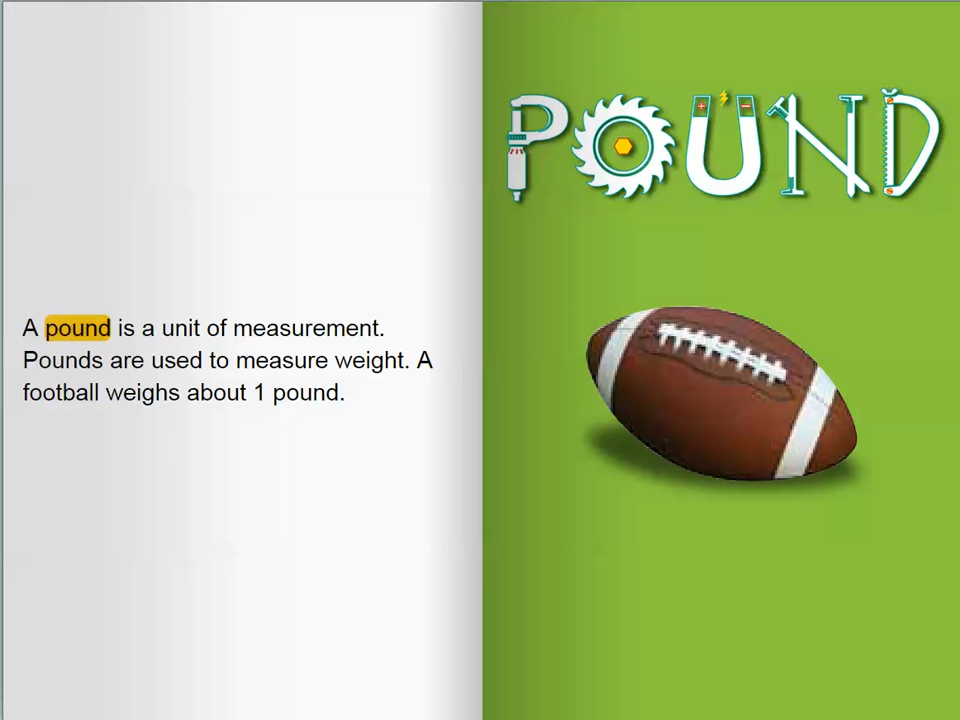 A pound is a unit of measurement.
Pounds are used to measure weight. A
football weighs about 1 pound.
POUND